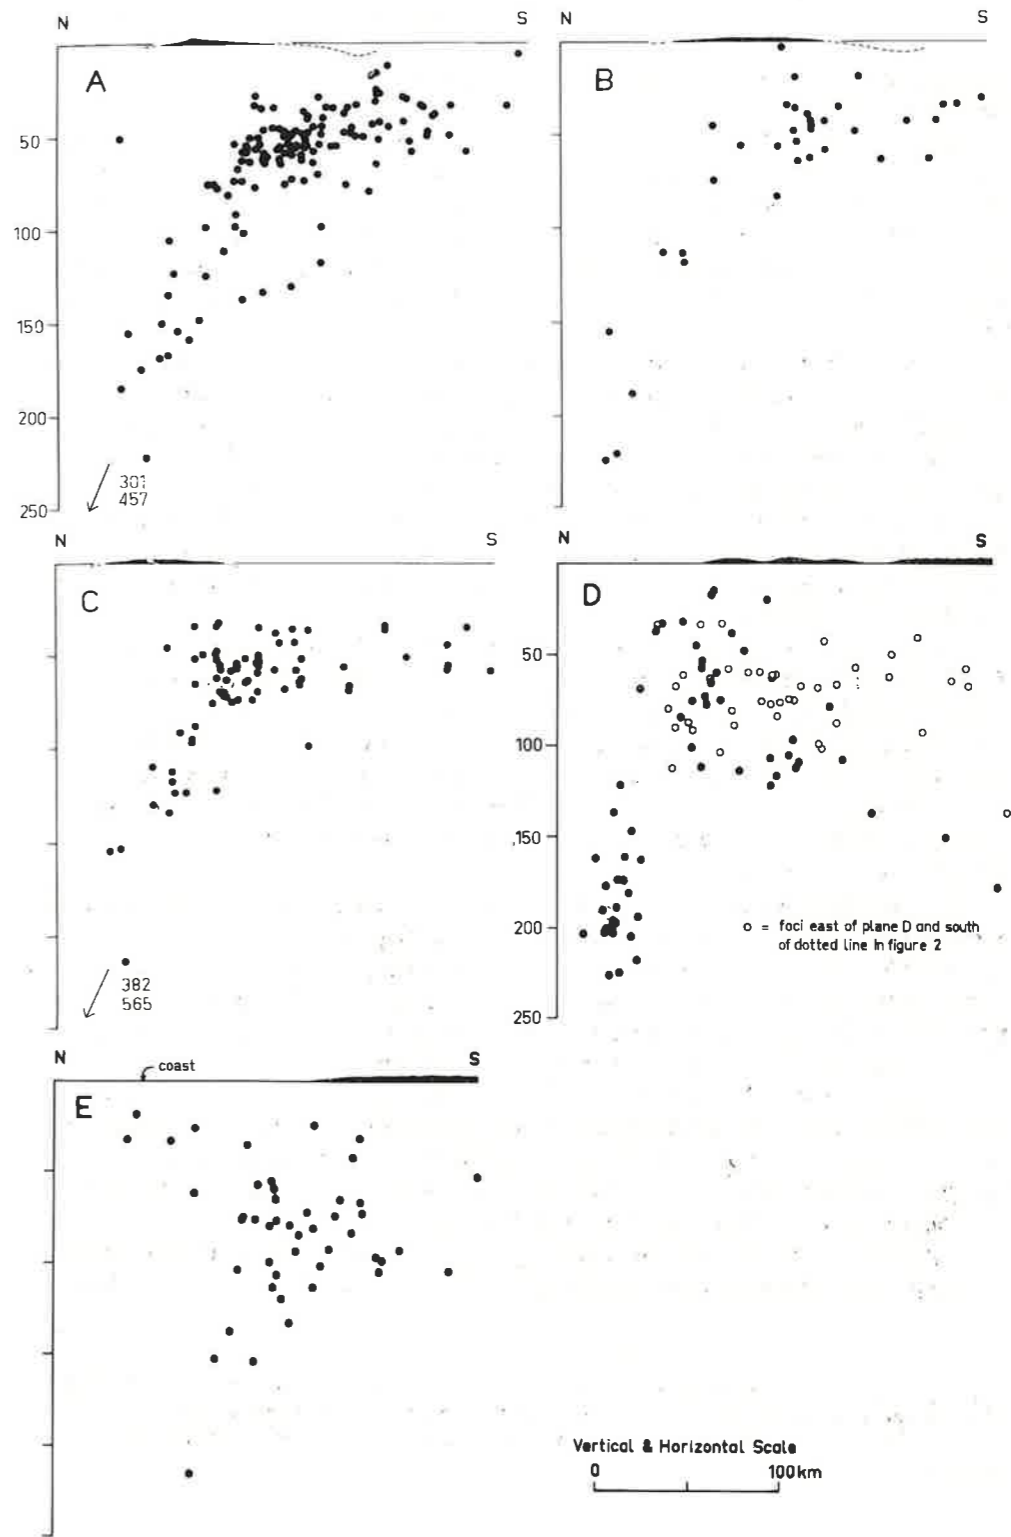 N S
A
50
100
150
200
250
301
457
N S
B
N S
C
382
565
N S
D
50
100
150
200
250
o = foci east of plane D and south
of dotted line in figure 2
N S
coast
E
Vertical & Horizontal Scale
0 100km